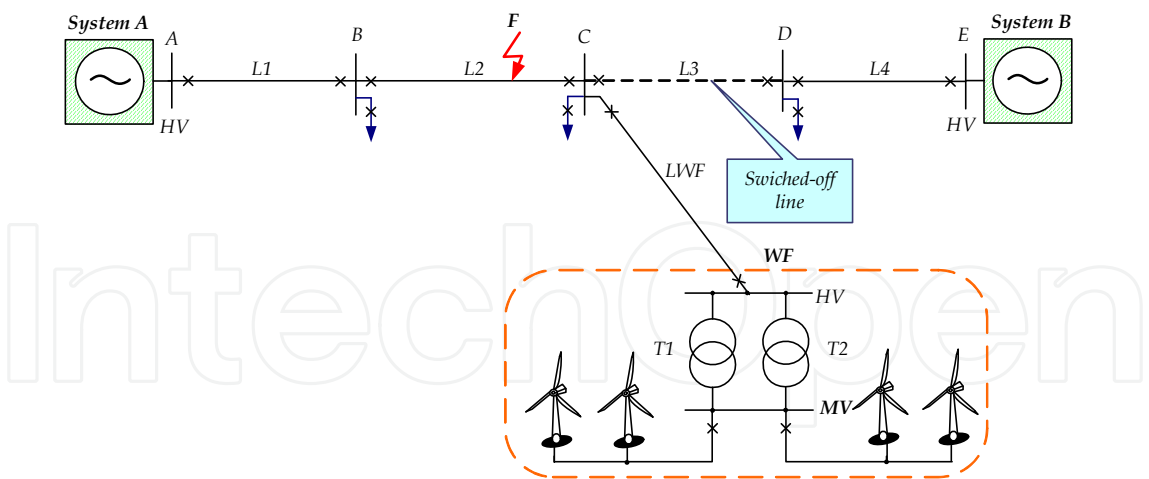 System A
F
System B
A
B
C
D
E
L1
L2
L3
L4
HV
HV
LWF
Swiched-off
line
WF
HV
T1
T2
MV
IntechOpen